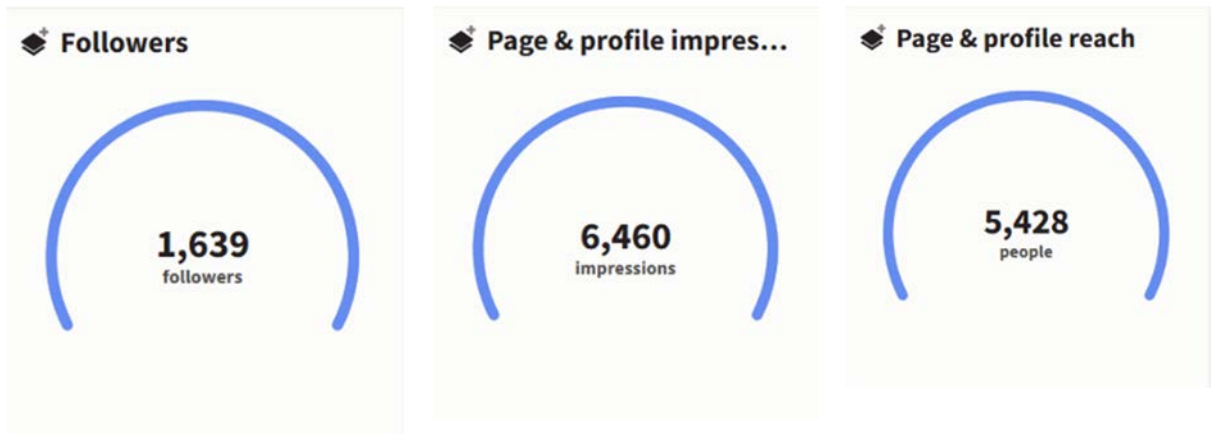 Followers
1,639
followers
Page & profile impres...
6,460
impressions
Page & profile reach
5,428
people